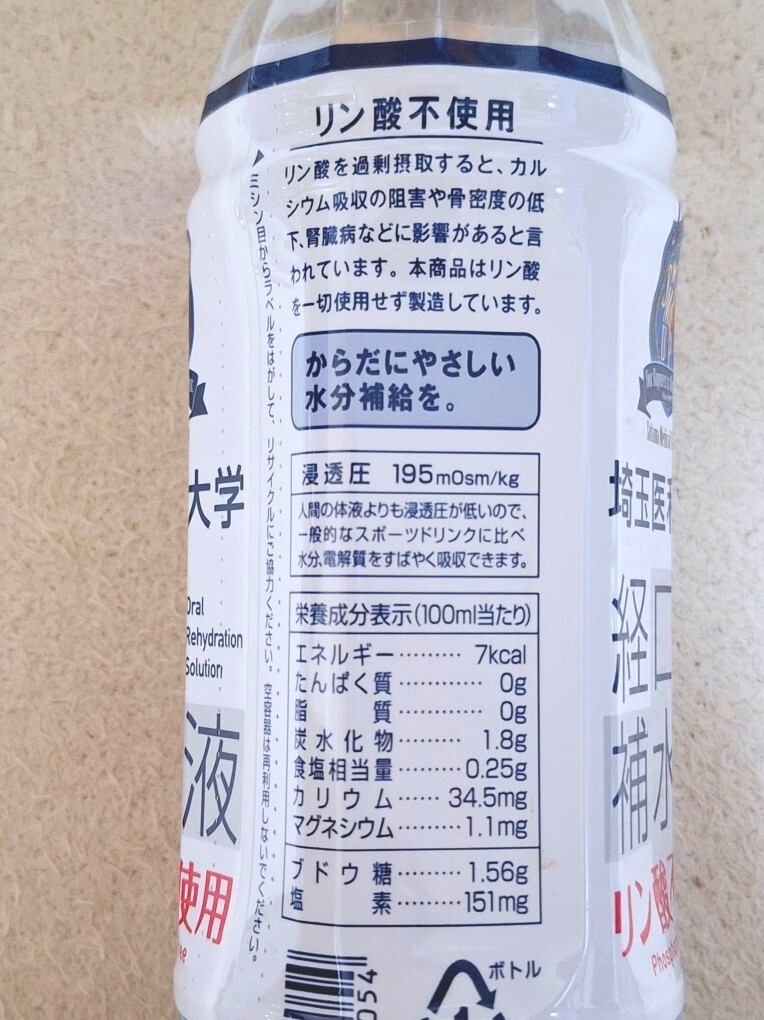 リン酸不使用
リン酸を過剰摂取すると、カル
シウム吸収の阻害や骨密度の低
下、腎臓病などに影響があると言
われています。本商品はリン酸
を一切使用せず製造しています。
からだにやさしい
水分補給を。
浸透圧 195mOsm/kg
人間の体液よりも浸透圧が低いので、
一般的なスポーツドリンクに比べ
水分、電解質をすばやく吸収できます。
栄養成分表示(100ml当たり)
エネルギー……… 7kcal
たんぱく質………… 0g
脂質………… 0g
炭水化物……… 1.8g
食塩相当量………0.25g
カリウム…… 34.5mg
マグネシウム………1.1mg
ブドウ糖………1.56g
塩素………151mg
ボトル
054
ミシン目からラベルをはがして、リサイクルにご協力ください。空容器は再利用しないでください。
大学
Oral
Rehydration
Solution
液
使用
埼玉医
経口
補水
リン酸